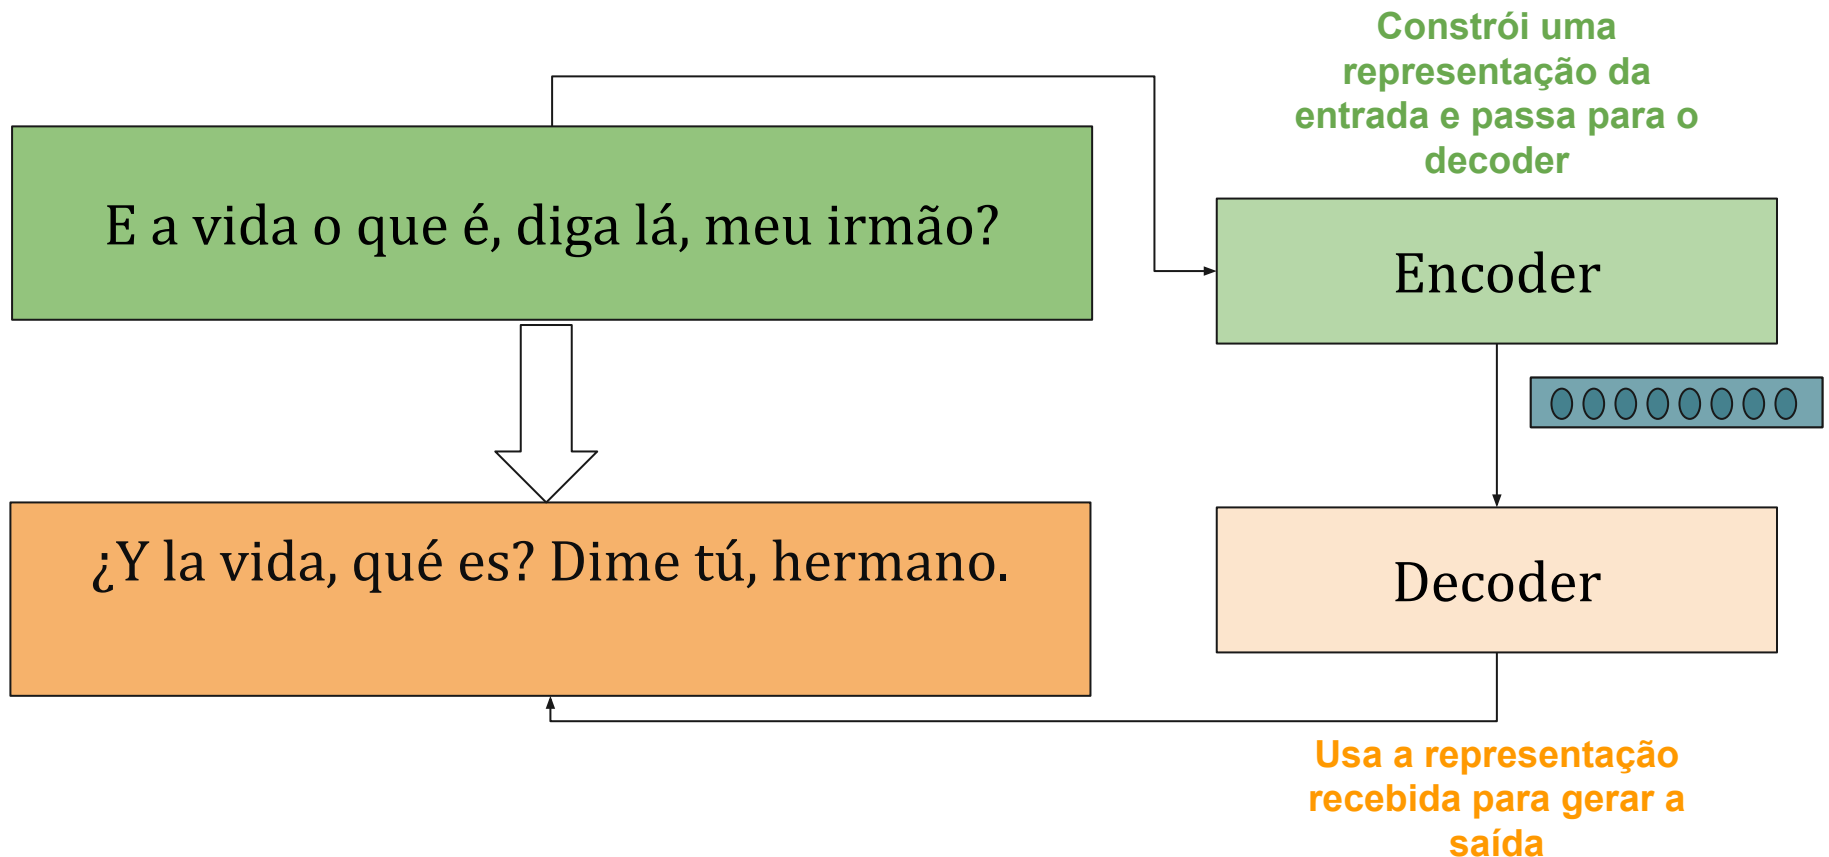 Constrói uma
representação da
entrada e passa para o
decoder
E a vida o que é, diga lá, meu irmão?
Encoder
¿Y la vida, qué es? Dime tú, hermano.
Decoder
Usa a representação
recebida para gerar a
saída